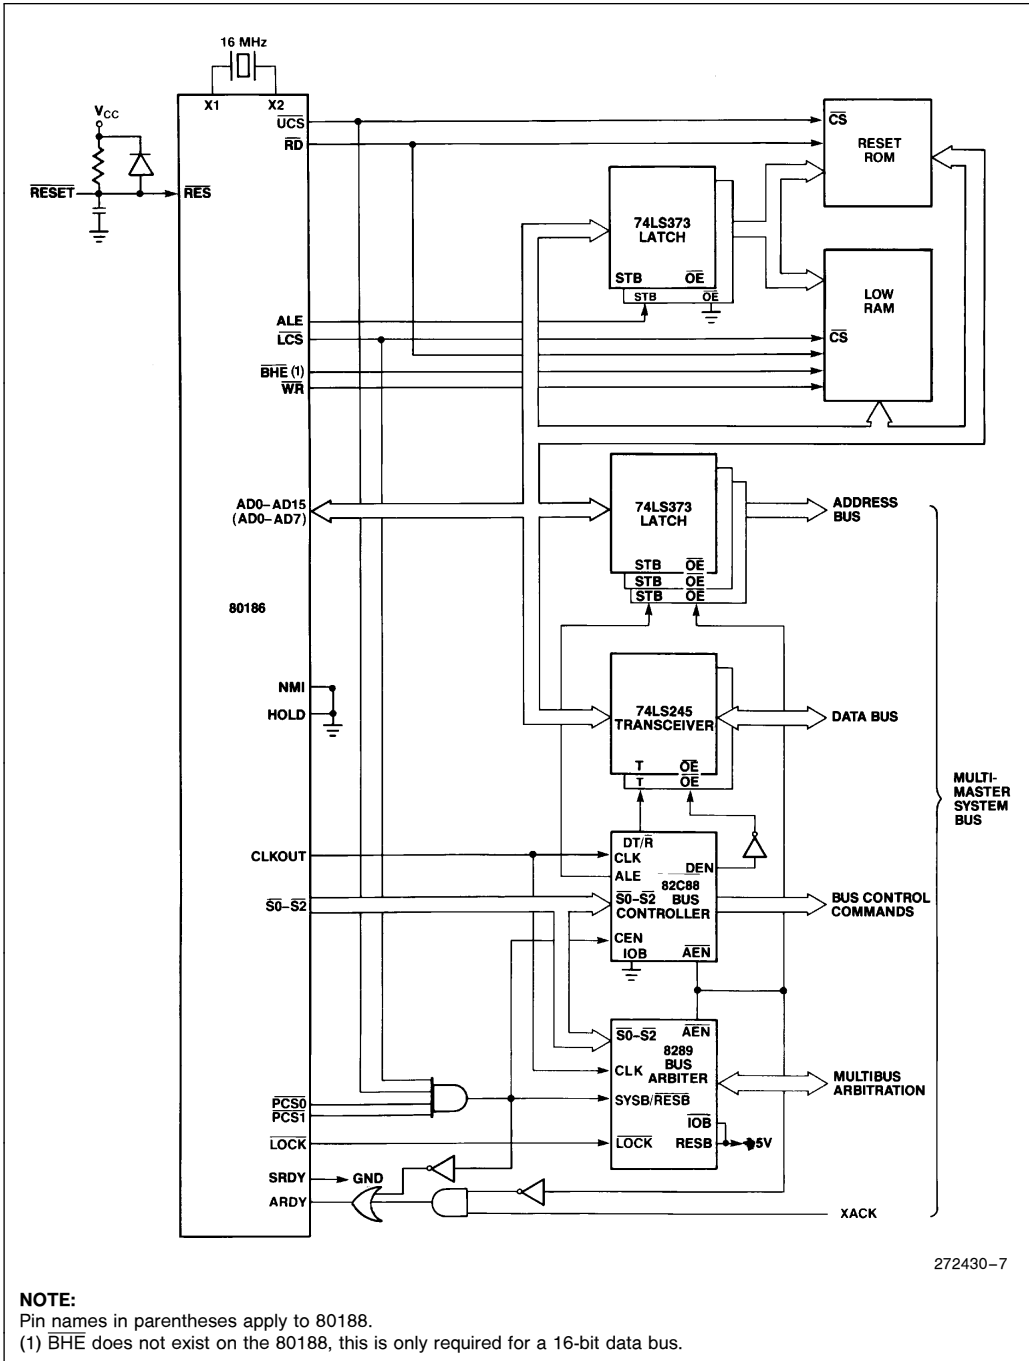 16 MHz
X1 X2
VCC
UCS
RD
RESET
RES
CS
RESET
ROM
74LS373
LATCH
STB OE
STB OE
LOW
RAM
CS
ALE
LCS
BHE (1)
WR
AD0–AD15
(AD0–AD7)
74LS373
LATCH
STB OE
STB OE
STB OE
ADDRESS
BUS
80186
NMI
HOLD
74LS245
TRANSCEIVER
T OE
T OE
DATA BUS
MULTI-
MASTER
SYSTEM
BUS
CLKOUT
S0–S2
DT/R
CLK
ALE
DEN
S0–S2
82C88
BUS
CONTROLLER
CEN
IOB AEN
BUS CONTROL
COMMANDS
S0–S2 AEN
8289
BUS
ARBITER
CLK
SYSB/RESB
IOB
LOCK RESB
5V
MULTIBUS
ARBITRATION
PCS0
PCS1
LOCK
SRDY GND
ARDY
XACK
272430–7
NOTE:
Pin names in parentheses apply to 80188.
(1) BHE does not exist on the 80188, this is only required for a 16-bit data bus.